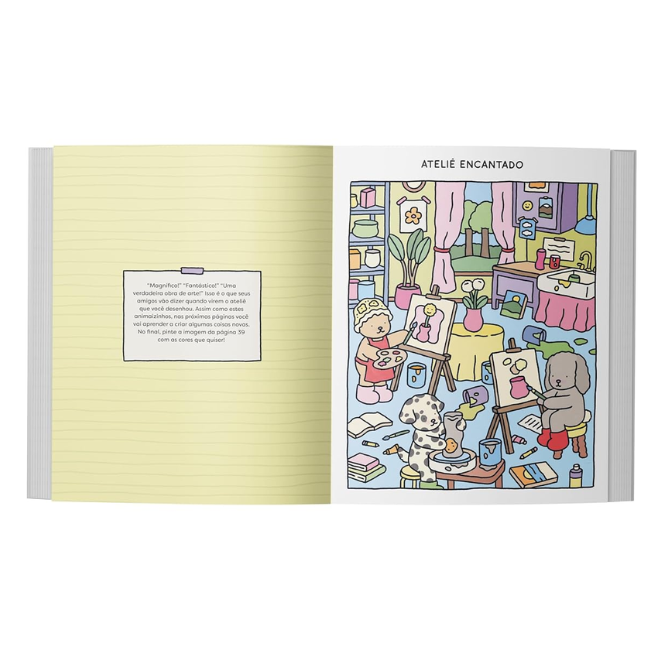 "Magnífico!" "Fantástico!" "Uma
verdadeira obra de arte!" Isso é o que seus
amigos vão dizer quando virem o ateliê
que você desenhou. Assim como estes
animaizinhos, nas próximas páginas você
vai aprender a criar algumas coisas novas.
No final, pinte a imagem da página 39
com as cores que quiser!
ATELIÊ ENCANTADO